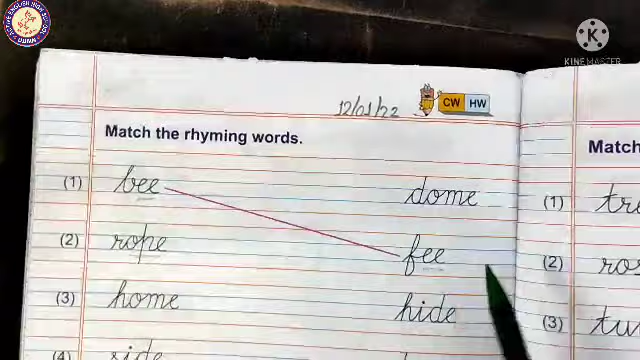 KINEMASTER
12/01/22
CW HW
Match the rhyming words.
(1) bee dome
(2) rope fee
(3) home hide
(4) side
Match
(1)
(2)
(3)